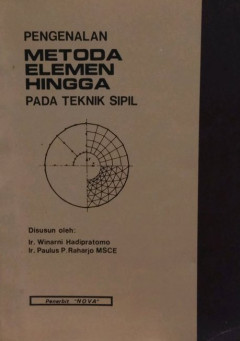 PENGENALAN
METODA
ELEMEN
HINGGA
PADA TEKNIK SIPIL
Disusun oleh:
Ir. Winarni Hadipratomo
Ir. Paulus P. Raharjo MSCE
Penerbit "NOVA"